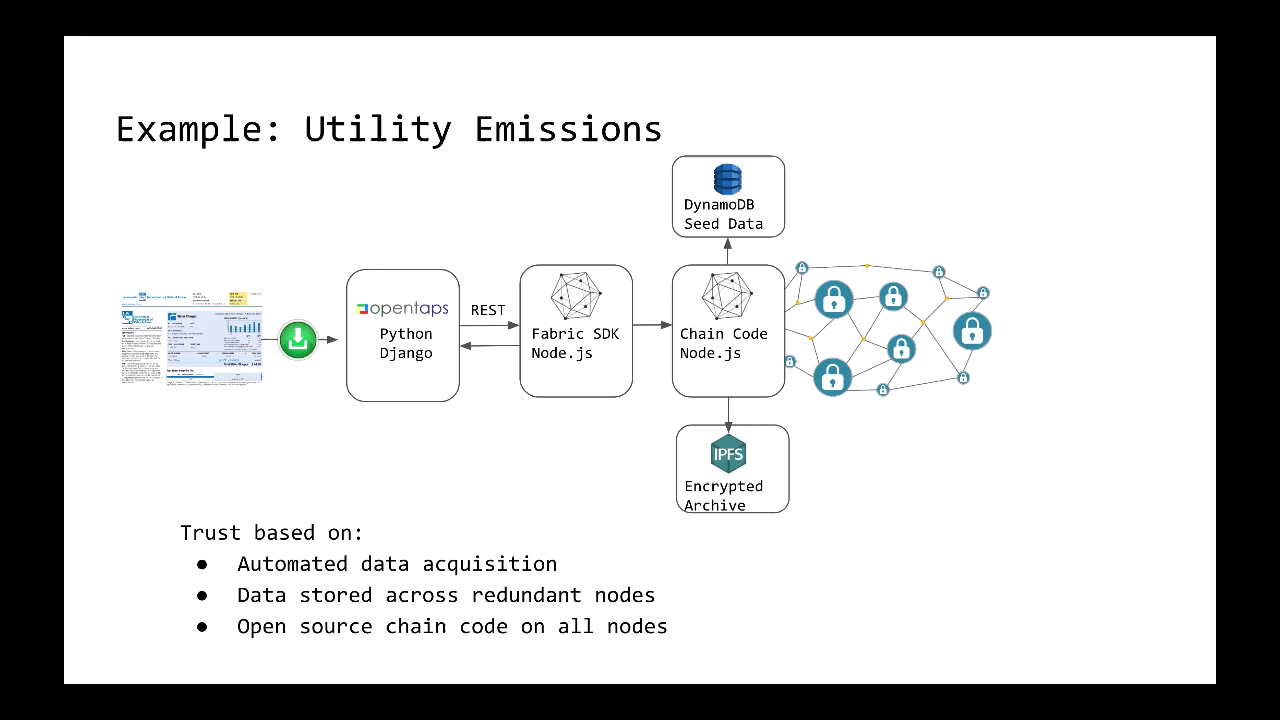 Example: Utility Emissions
DynamoDB
Seed Data
opentaps
Python
Django
REST
Fabric SDK
Node.js
Chain Code
Node.js
IPFS
Encrypted
Archive
Trust based on:
● Automated data acquisition
● Data stored across redundant nodes
● Open source chain code on all nodes